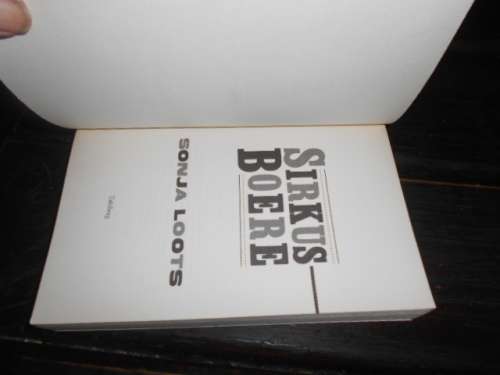 SIRKUS
BOERE
SONJA LOOTS
Tafelberg